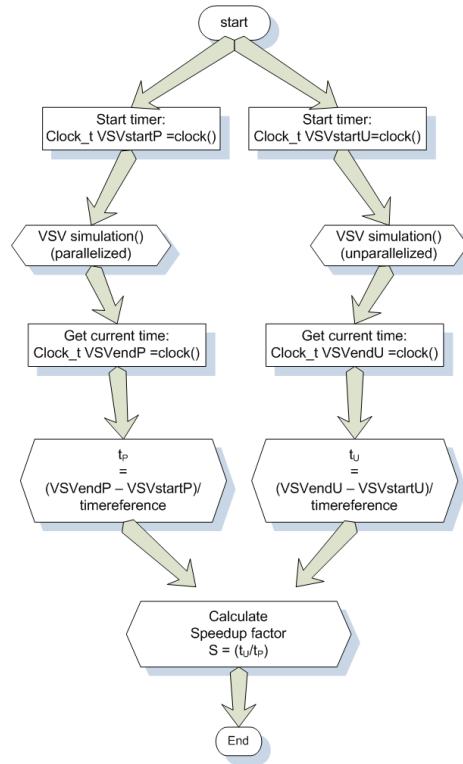 start
Start timer:
Clock_t VSVstartP =clock()
Start timer:
Clock_t VSVstartU=clock()
VSV simulation()
(parallelized)
VSV simulation()
(unparallelized)
Get current time:
Clock_t VSVendP =clock()
Get current time:
Clock_t VSVendU =clock()
tP
=
(VSVendP – VSVstartP)/
timereference
tU
=
(VSVendU – VSVstartU)/
timereference
Calculate
Speedup factor
S = (tU/tP)
End